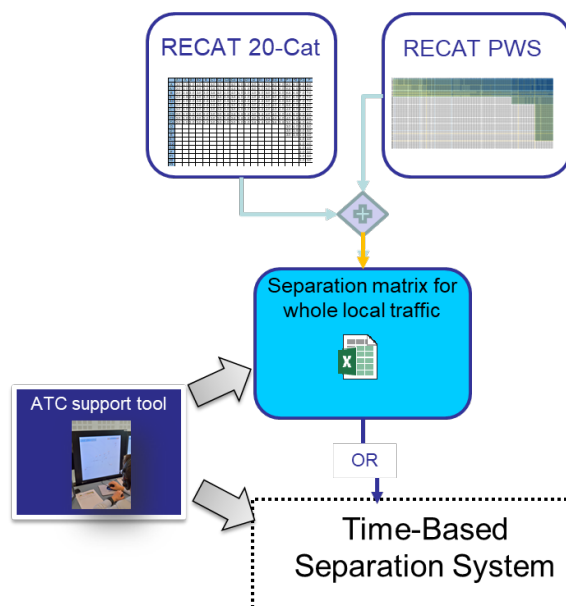 RECAT 20-Cat
RECAT PWS
Separation matrix for
whole local traffic
X
ATC support tool
OR
Time-Based
Separation System